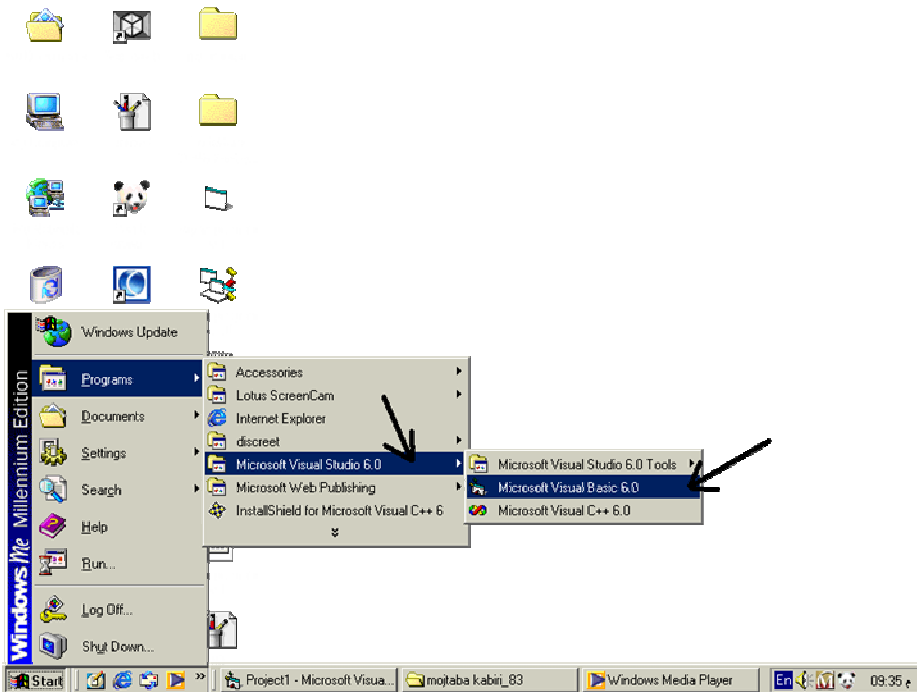 Windows Update
Programs
Documents
Settings
Search
Help
Run...
Log Off...
Shut Down...
Windows Me Millennium Edition
Accessories
Lotus ScreenCam
Internet Explorer
discreet
Microsoft Visual Studio 6.0
Microsoft Web Publishing
InstallShield for Microsoft Visual C++ 6
Microsoft Visual Studio 6.0 Tools
Microsoft Visual Basic 6.0
Microsoft Visual C++ 6.0
Start
»
Project1 - Microsoft Visua...
mojtaba kabiri_83
Windows Media Player
En
09:35